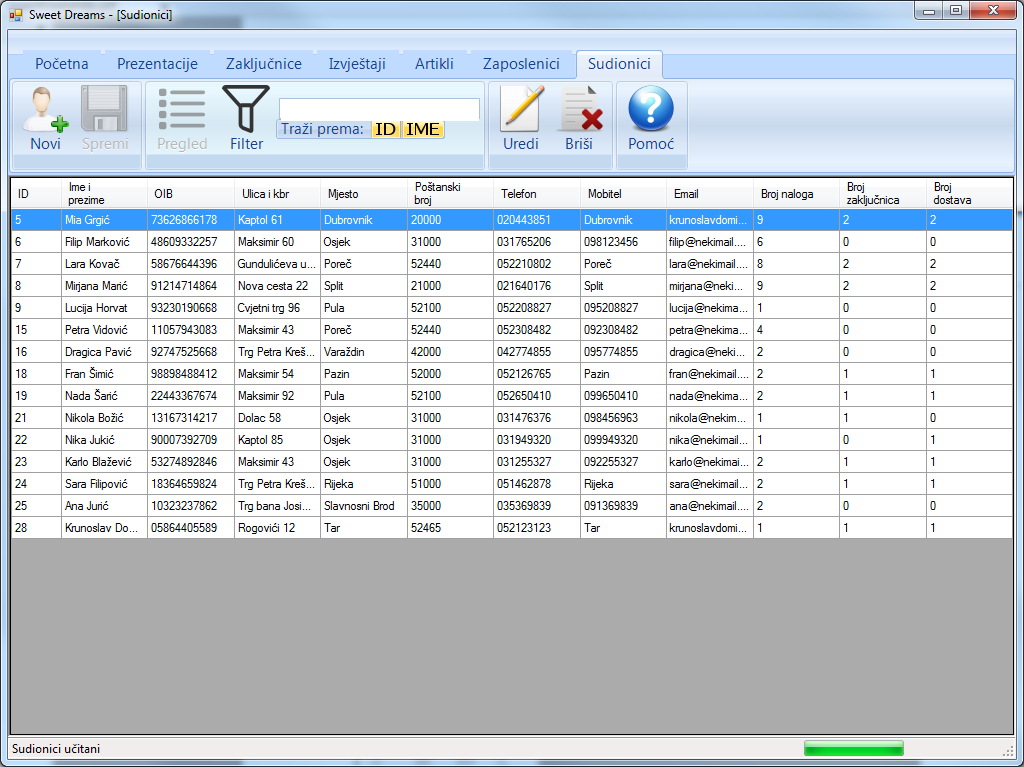 Sweet Dreams - [Sudionici]
Početna Prezentacije Zaključnice Izvještaji Artikli Zaposlenici Sudionici
Traži prema: ID IME
Novi Spremi Pregled Filter Uredi Briši Pomoć
ID Ime i prezime OIB Ulica i kbr Mjesto Poštanski broj Telefon Mobitel Email Broj naloga Broj zaključnica Broj dostava
5 Mia Grgić 73626866178 Kaptol 61 Dubrovnik 20000 020443851 Dubrovnik krunoslavdomi... 9 2 2
6 Filip Marković 48609332257 Maksimir 60 Osjek 31000 031765206 098123456 filip@nekimail.... 6 0 0
7 Lara Kovač 58676644396 Gundulićeva u... Poreč 52440 052210802 Poreč lara@nekimail.... 8 2 2
8 Mirjana Marić 91214714864 Nova cesta 22 Split 21000 021640176 Split mirjana@neki... 9 2 2
9 Lucija Horvat 93230190668 Cvjetni trg 96 Pula 52100 052208827 095208827 lucija@nekima... 1 0 0
15 Petra Vidović 11057943083 Maksimir 43 Poreč 52440 052308482 092308482 petra@nekima... 4 0 0
16 Dragica Pavić 92747525668 Trg Petra Kreš... Varaždin 42000 042774855 095774855 dragica@neki... 2 0 0
18 Fran Šimić 98898488412 Maksimir 54 Pazin 52000 052126765 Pazin fran@nekimail.... 2 1 1
19 Nada Šarić 22443367674 Maksimir 92 Pula 52100 052650410 099650410 nada@nekima... 2 1 1
21 Nikola Božić 13167314217 Dolac 58 Osjek 31000 031476376 098456963 nikola@nekim... 1 1 0
22 Nika Jukić 90007392709 Kaptol 85 Osjek 31000 031949320 099949320 nika@nekimail... 1 0 1
23 Karlo Blažević 53274892846 Maksimir 43 Osjek 31000 031255327 092255327 karlo@nekimai... 2 1 1
24 Sara Filipović 18364659824 Trg Petra Kreš... Rijeka 51000 051462878 Rijeka sara@nekimail... 2 1 1
25 Ana Jurić 10323237862 Trg bana Josi... Slavnosni Brod 35000 035369839 091369839 ana@nekimail.... 2 0 0
28 Krunoslav Do... 05864405589 Rogovići 12 Tar 52465 052123123 Tar krunoslavdom... 1 1 1
Sudionici učitani